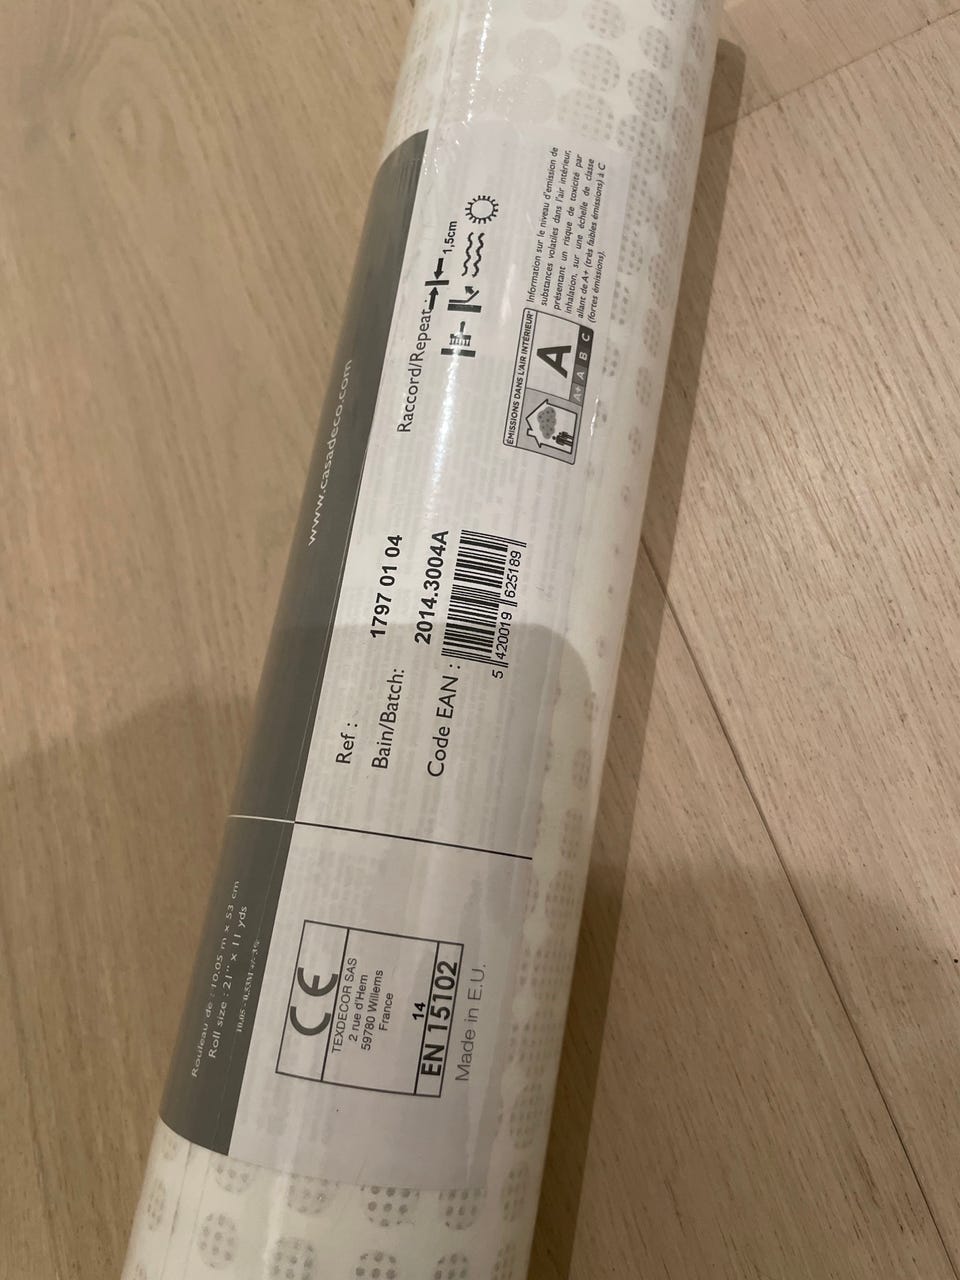 www.casadeco.com
Ref :
1797 01 04
Bain/Batch:
2014.3004A
Code EAN :
5 420019 625189
Raccord/Repeat:
1,5cm
ÉMISSIONS DANS L'AIR INTÉRIEUR*
A
A+ A B C
Information sur le niveau d'émission de
substances volatiles dans l'air intérieur,
présentant un risque de toxicité par
inhalation, sur une échelle de classe
allant de A+ (très faibles émissions) à C
(fortes émissions).
Rouleau de : 10.05 m x 53 cm
Roll size : 21'' x 11 yds
CE
TEXDECOR SAS
2 rue d'Hem
59780 Willems
France
14
EN 15102
Made in E.U.